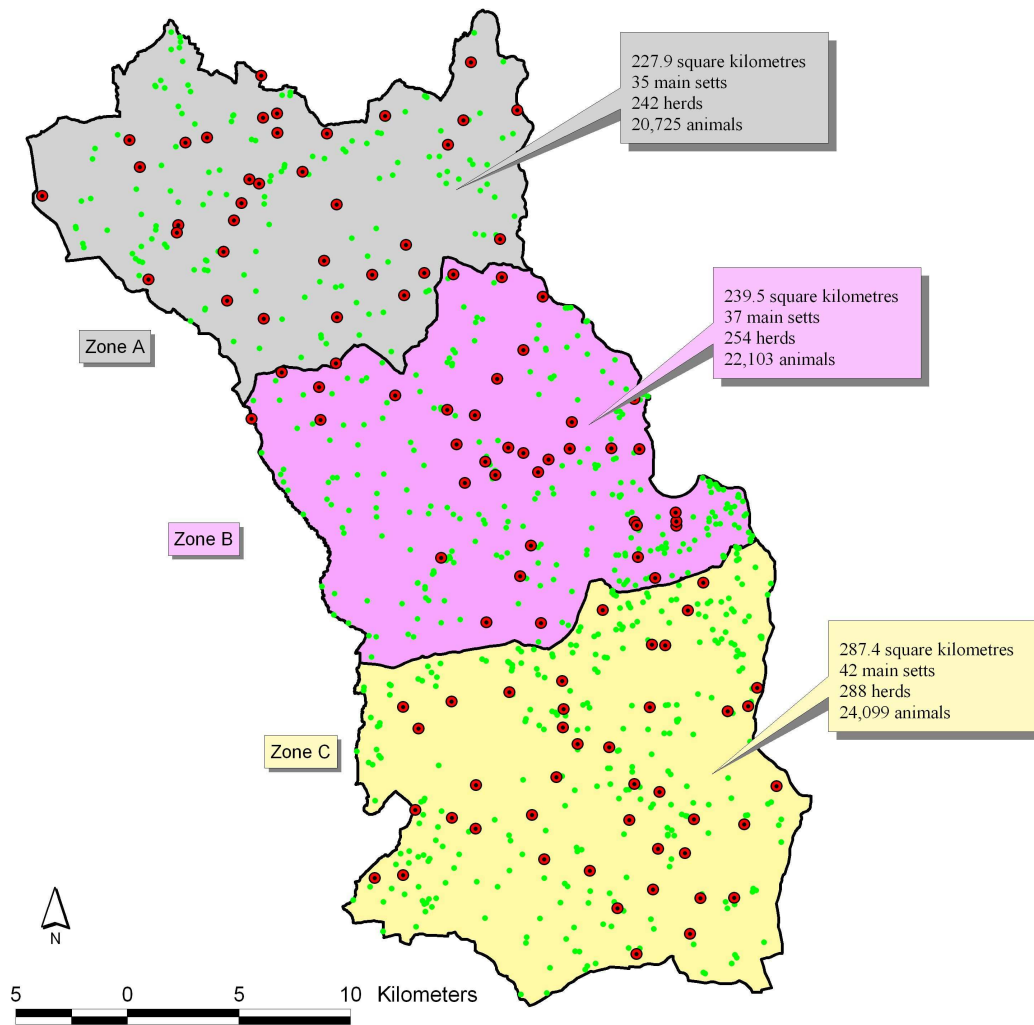 227.9 square kilometres
35 main setts
242 herds
20,725 animals
239.5 square kilometres
37 main setts
254 herds
22,103 animals
Zone A
Zone B
287.4 square kilometres
42 main setts
288 herds
24,099 animals
Zone C
N
5 0 5 10 Kilometers